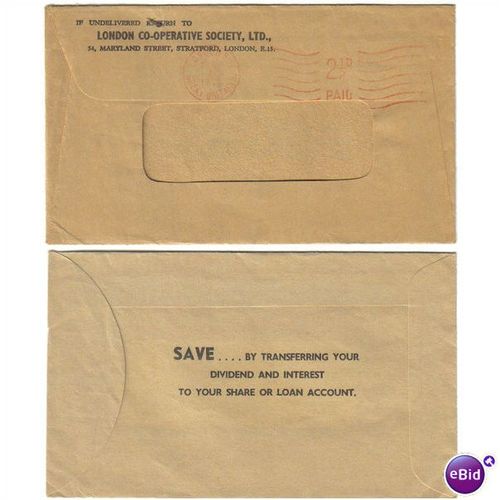 IF UNDELIVERED RETURN TO
LONDON CO-OPERATIVE SOCIETY, LTD.,
54, MARYLAND STREET, STRATFORD, LONDON, E.15.
2½D
PAID
SAVE .... BY TRANSFERRING YOUR
DIVIDEND AND INTEREST
TO YOUR SHARE OR LOAN ACCOUNT.
eBid